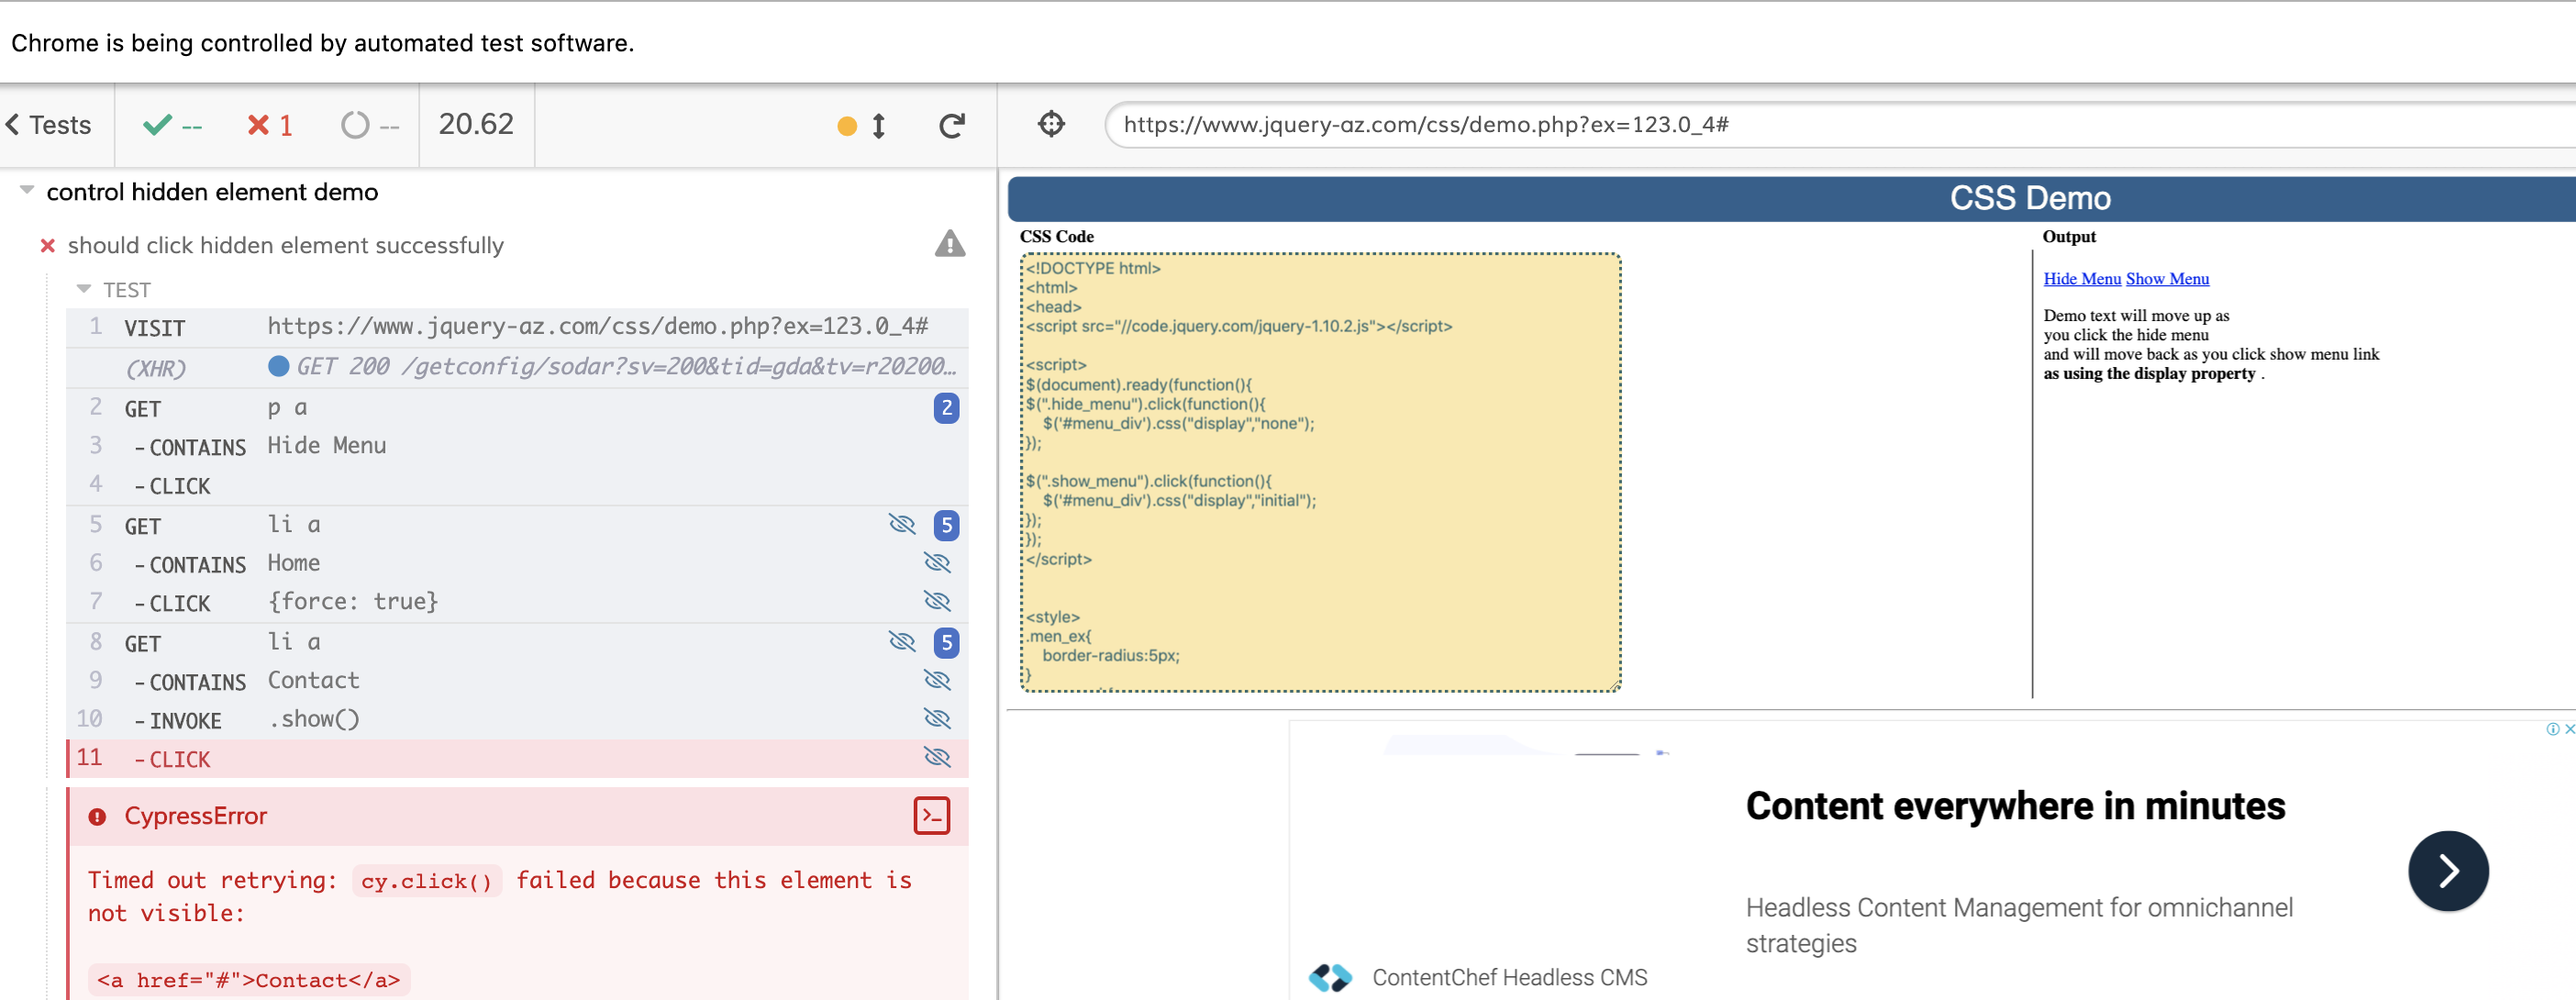 Chrome is being controlled by automated test software.
Tests
--
1
--
20.62
https://www.jquery-az.com/css/demo.php?ex=123.0_4#
control hidden element demo
should click hidden element successfully
TEST
1 VISIT https://www.jquery-az.com/css/demo.php?ex=123.0_4#
(XHR) GET 200 /getconfig/sodar?sv=200&tid=gda&tv=r20200…
2 GET p a 2
3 -CONTAINS Hide Menu
4 -CLICK
5 GET li a 5
6 -CONTAINS Home
7 -CLICK {force: true}
8 GET li a 5
9 -CONTAINS Contact
10 -INVOKE .show()
11 -CLICK
CypressError
Timed out retrying: cy.click() failed because this element is
not visible:
<a href="#">Contact</a>
CSS Demo
CSS Code
<!DOCTYPE html>
<html>
<head>
<script src="//code.jquery.com/jquery-1.10.2.js"></script>
<script>
$(document).ready(function(){
$(".hide_menu").click(function(){
$('#menu_div').css("display","none");
});
$(".show_menu").click(function(){
$('#menu_div').css("display","initial");
});
});
</script>
<style>
.men_ex{
border-radius:5px;
}
Output
Hide Menu Show Menu
Demo text will move up as
you click the hide menu
and will move back as you click show menu link
as using the display property .
Content everywhere in minutes
Headless Content Management for omnichannel
strategies
ContentChef Headless CMS